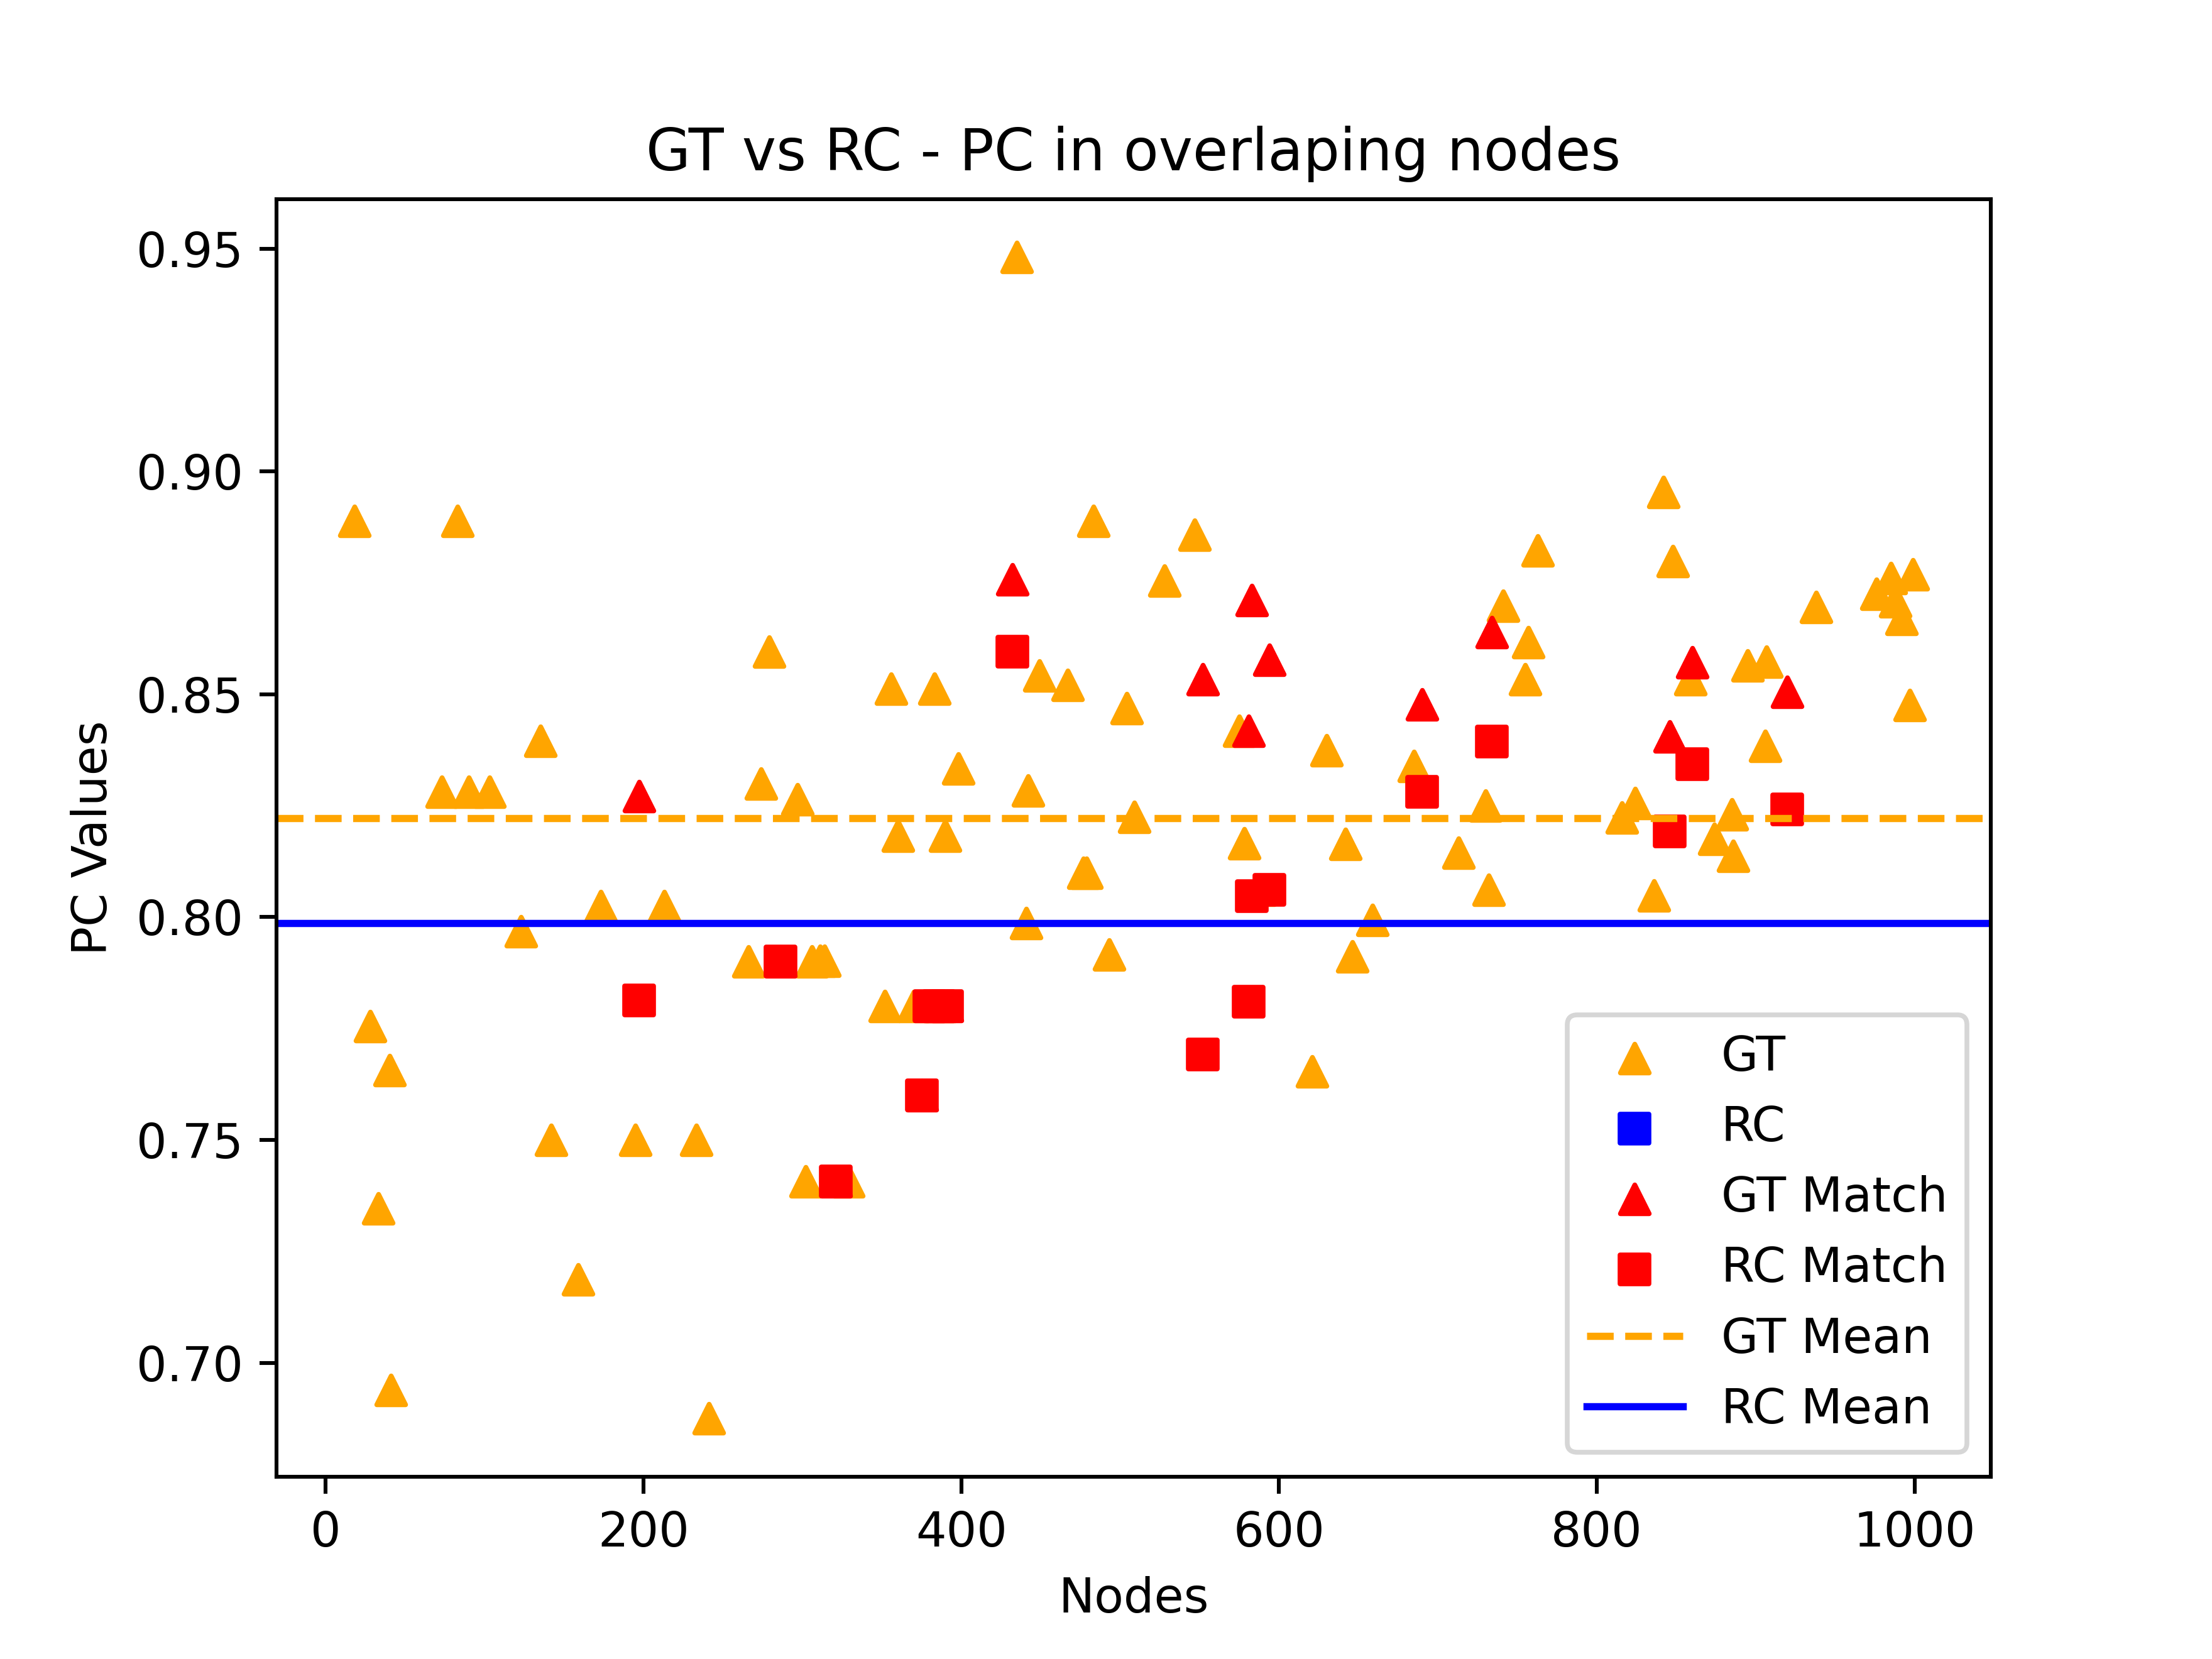 GT vs RC - PC in overlaping nodes
0.95
0.90
0.85
0.80
0.75
0.70
PC Values
GT
RC
GT Match
RC Match
GT Mean
RC Mean
0 200 400 600 800 1000
Nodes